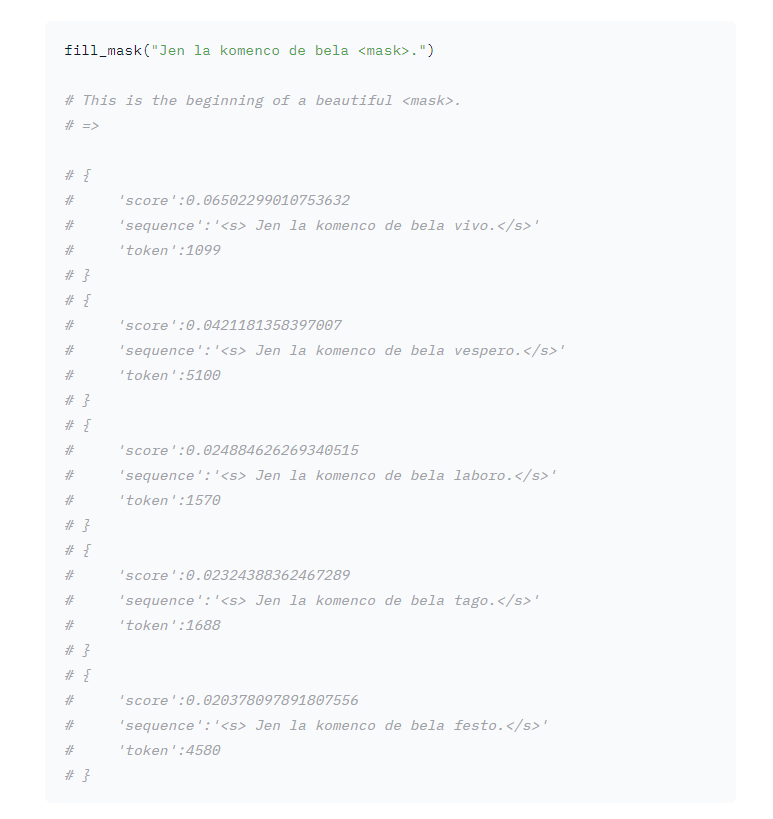 fill_mask("Jen la komenco de bela <mask>.")
# This is the beginning of a beautiful <mask>.
# =>
# {
#     'score':0.06502299010753632
#     'sequence':'<s> Jen la komenco de bela vivo.</s>'
#     'token':1099
# }
# {
#     'score':0.0421181358397007
#     'sequence':'<s> Jen la komenco de bela vespero.</s>'
#     'token':5100
# }
# {
#     'score':0.024884626269340515
#     'sequence':'<s> Jen la komenco de bela laboro.</s>'
#     'token':1570
# }
# {
#     'score':0.02324388362467289
#     'sequence':'<s> Jen la komenco de bela tago.</s>'
#     'token':1688
# }
# {
#     'score':0.020378097891807556
#     'sequence':'<s> Jen la komenco de bela festo.</s>'
#     'token':4580
# }